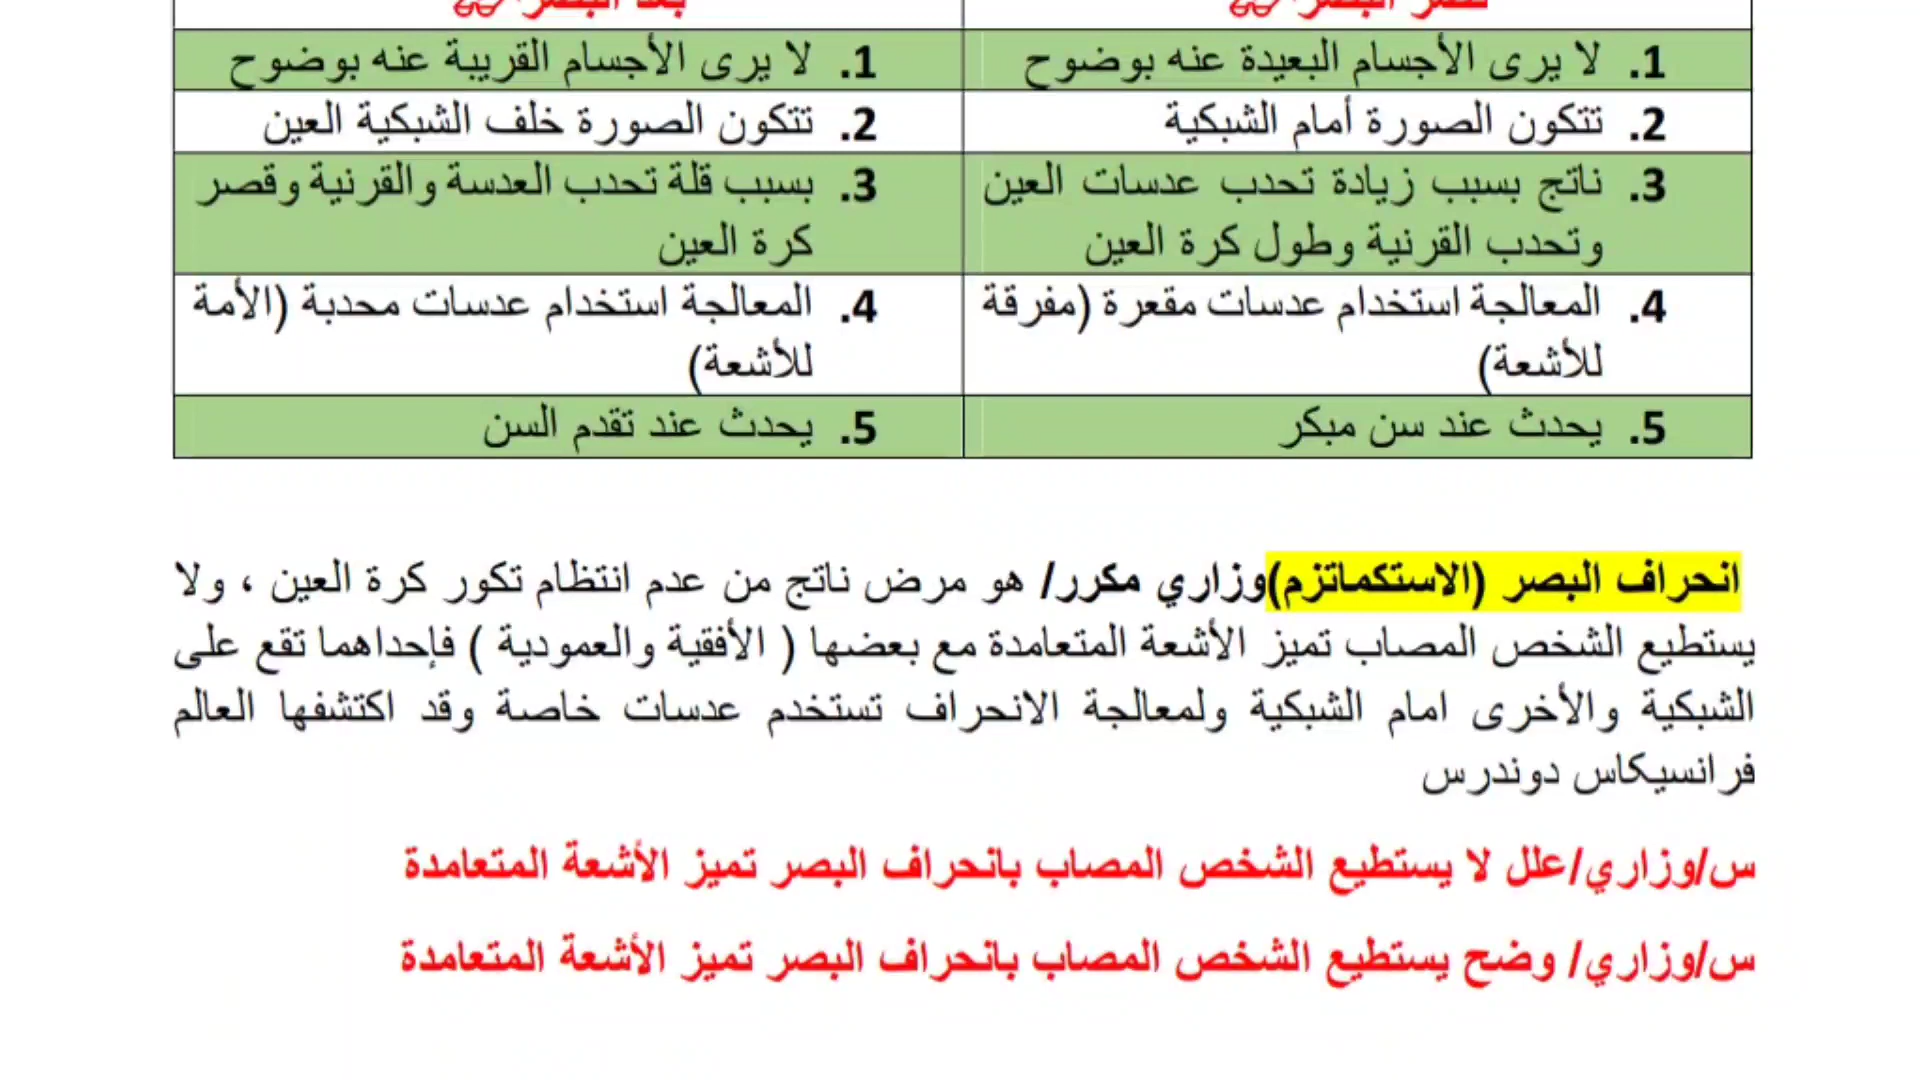 1. لا يرى الأجسام البعيدة عنه بوضوح
1. لا يرى الأجسام القريبة عنه بوضوح
2. تتكون الصورة أمام الشبكية
2. تتكون الصورة خلف الشبكية العين
3. ناتج بسبب زيادة تحدب عدسات العين
وتحدب القرنية وطول كرة العين
3. بسبب قلة تحدب العدسة والقرنية وقصر
كرة العين
4. المعالجة استخدام عدسات مقعرة (مفرقة
للأشعة)
4. المعالجة استخدام عدسات محدبة (الأمة
للأشعة)
5. يحدث عند سن مبكر
5. يحدث عند تقدم السن
انحراف البصر (الاستكماتزم)وزاري مكرر/ هو مرض ناتج من عدم انتظام تكور كرة العين ، ولا
يستطيع الشخص المصاب تميز الأشعة المتعامدة مع بعضها ( الأفقية والعمودية ) فإحداهما تقع على
الشبكية والأخرى امام الشبكية ولمعالجة الانحراف تستخدم عدسات خاصة وقد اكتشفها العالم
فرانسيكاس دوندرس
س/وزاري/علل لا يستطيع الشخص المصاب بانحراف البصر تميز الأشعة المتعامدة
س/وزاري/ وضح يستطيع الشخص المصاب بانحراف البصر تميز الأشعة المتعامدة